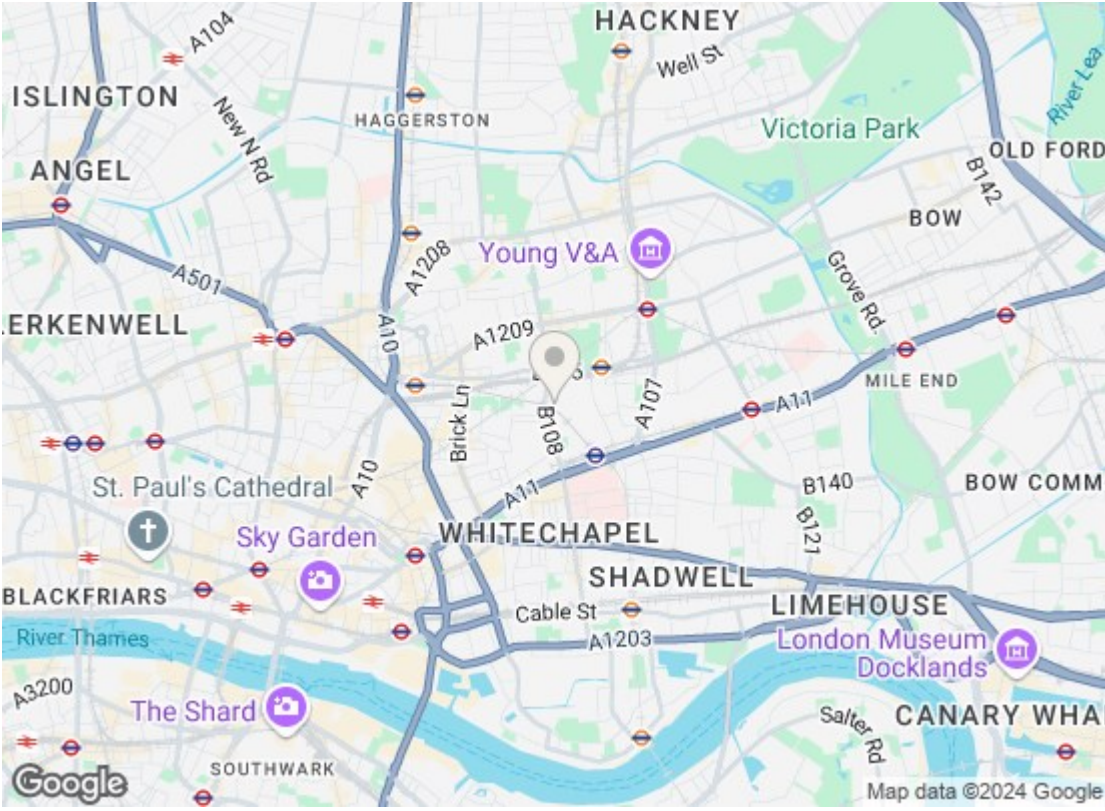 HACKNEY
A104
Well St
ISLINGTON
HAGGERSTON
New N Rd
River Lea
Victoria Park
OLD FORD
ANGEL
B142
BOW
Young V&A
A1208
Grove Rd.
A501
LERKENWELL
A10
A1209
MILE END
Brick Ln
B108
A107
A11
A10
St. Paul's Cathedral
A11
B140
BOW COMM
B121
Sky Garden
WHITECHAPEL
SHADWELL
BLACKFRIARS
Cable St
LIMEHOUSE
River Thames
A1203
London Museum
Docklands
A3200
The Shard
Salter Rd
CANARY WHA
SOUTHWARK
Google
Map data ©2024 Google